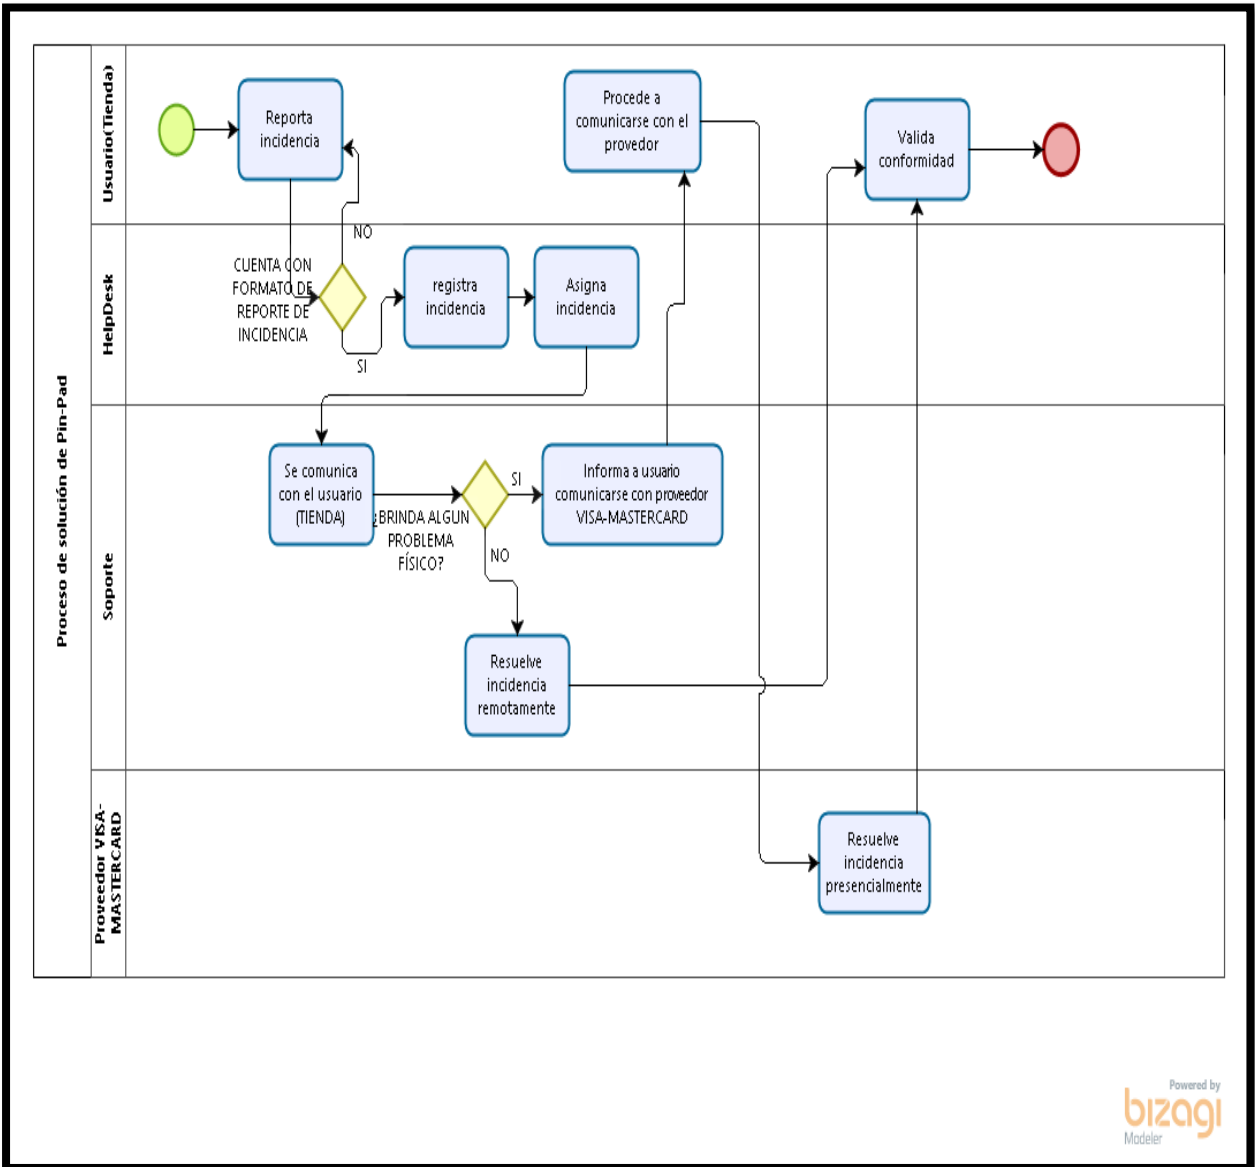 Proceso de solución de Pin-Pad
Usuario(Tienda)
Reporta
incidencia
Procede a
comunicarse con el
provedor
Valida
conformidad
HelpDesk
NO
CUENTA CON
FORMATO DE
REPORTE DE
INCIDENCIA
SI
registra
incidencia
Asigna
incidencia
Soporte
Se comunica
con el usuario
(TIENDA)
¿BRINDA ALGUN
PROBLEMA
FÍSICO?
SI
NO
Informa a usuario
comunicarse con proveedor
VISA-MASTERCARD
Resuelve
incidencia
remotamente
Proveedor VISA-
MASTERCARD
Resuelve
incidencia
presencialmente
Powered by
bizagi
Modeler